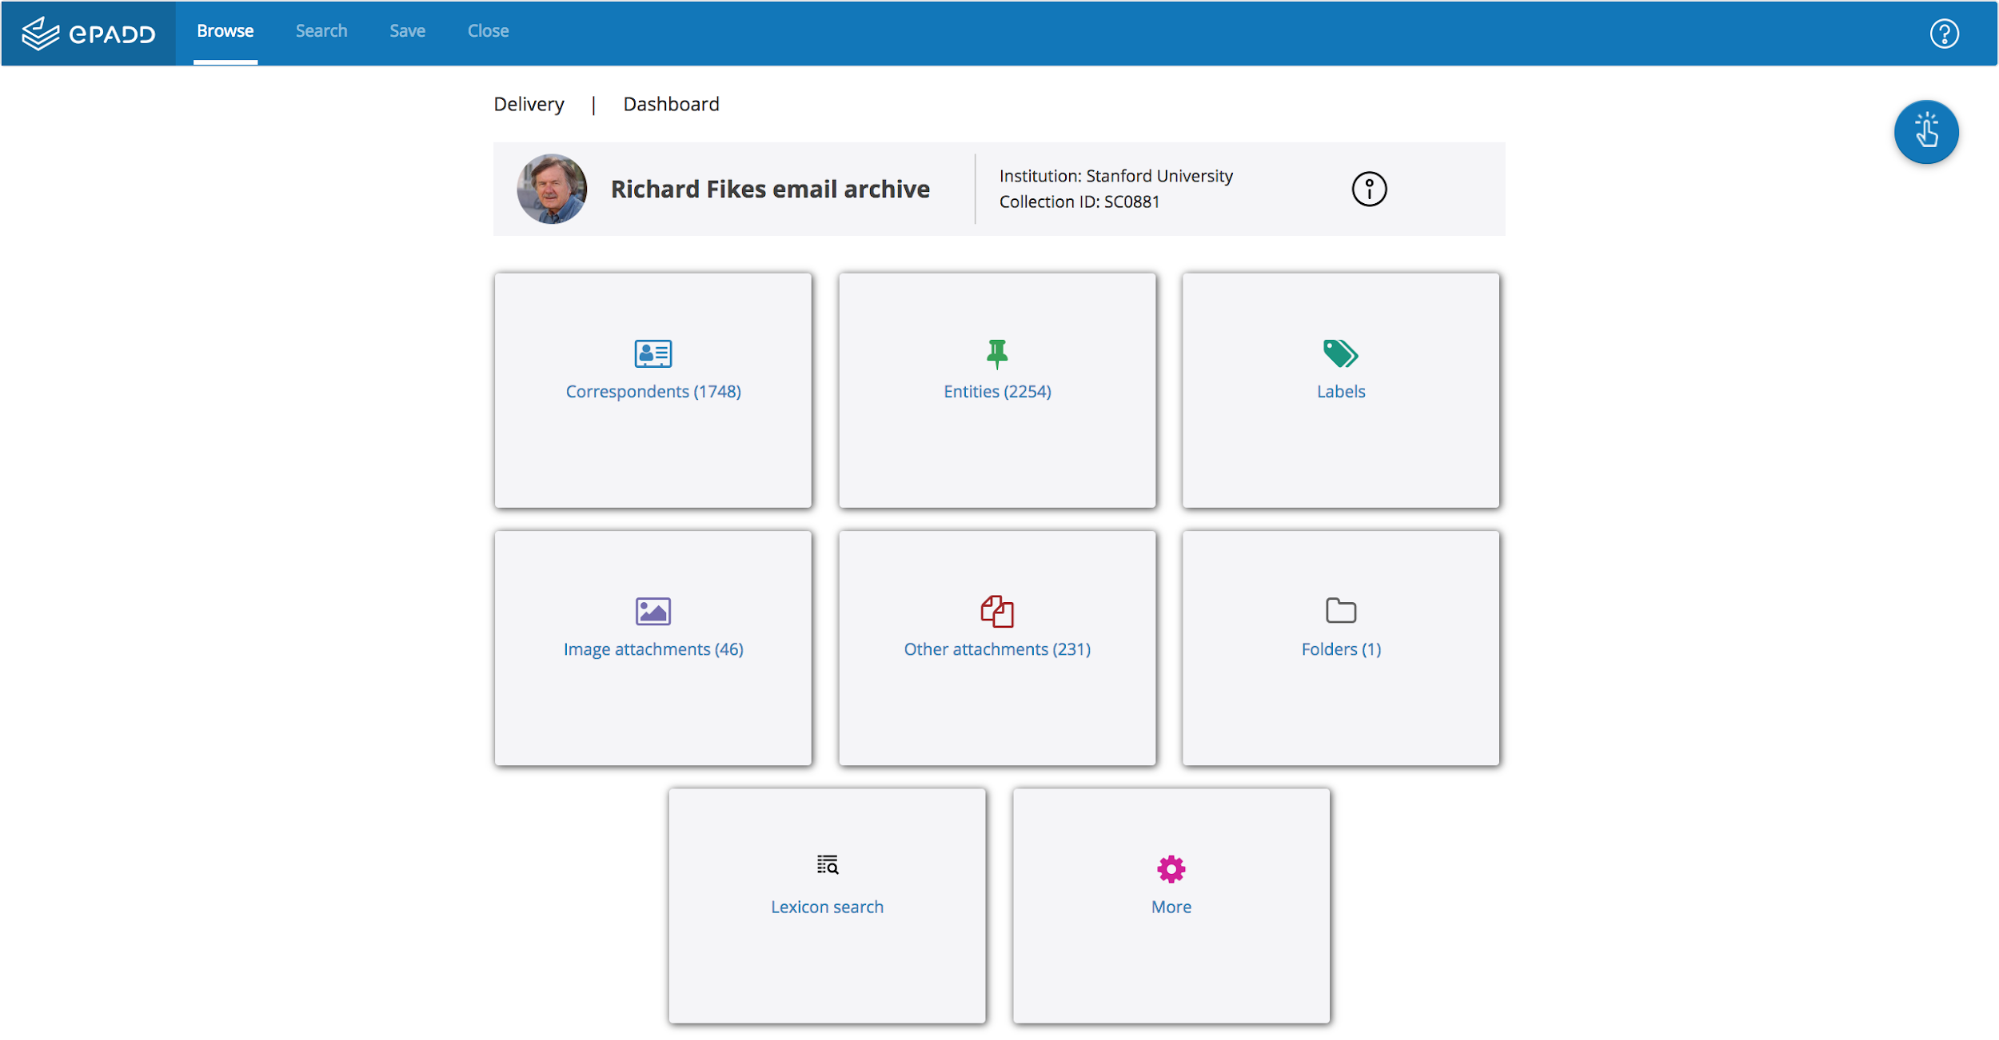 ePADD Browse Search Save Close
Delivery | Dashboard
Richard Fikes email archive
Institution: Stanford University
Collection ID: SC0881
Correspondents (1748)
Entities (2254)
Labels
Image attachments (46)
Other attachments (231)
Folders (1)
Lexicon search
More